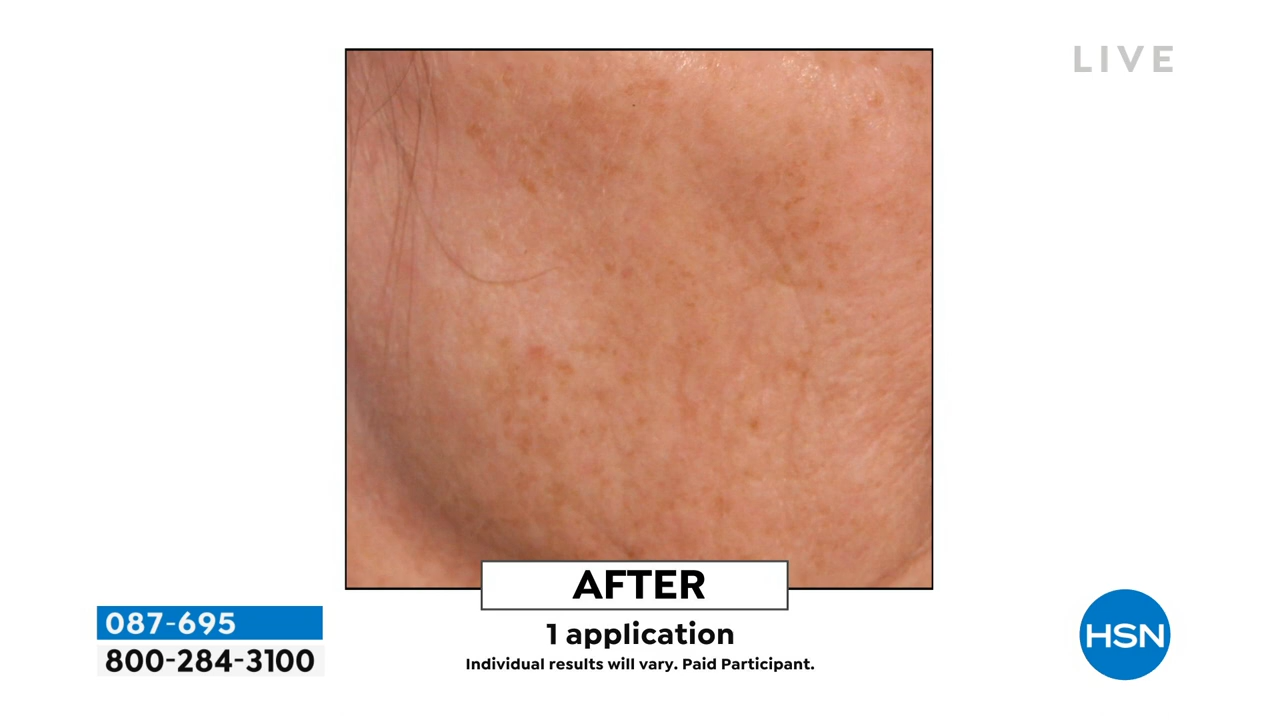 LIVE
AFTER
1 application
Individual results will vary. Paid Participant.
087-695
800-284-3100
HSN